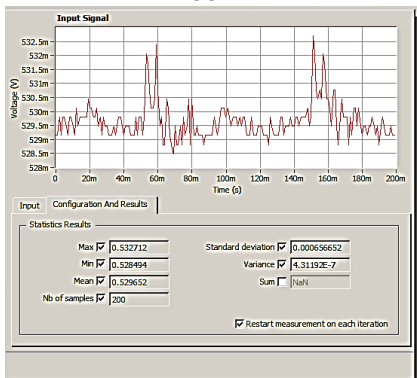 Input Signal
Voltage (V)
532.5m
532m
531.5m
531m
530.5m
530m
529.5m
529m
528.5m
528m
0 20m 40m 60m 80m 100m 120m 140m 160m 180m 200m
Time (s)
Input Configuration And Results
Statistics Results
Max 0.532712 Standard deviation 0.000656652
Min 0.528494 Variance 4.31192E-7
Mean 0.529652 Sum NaN
Nb of samples 200
Restart measurement on each iteration